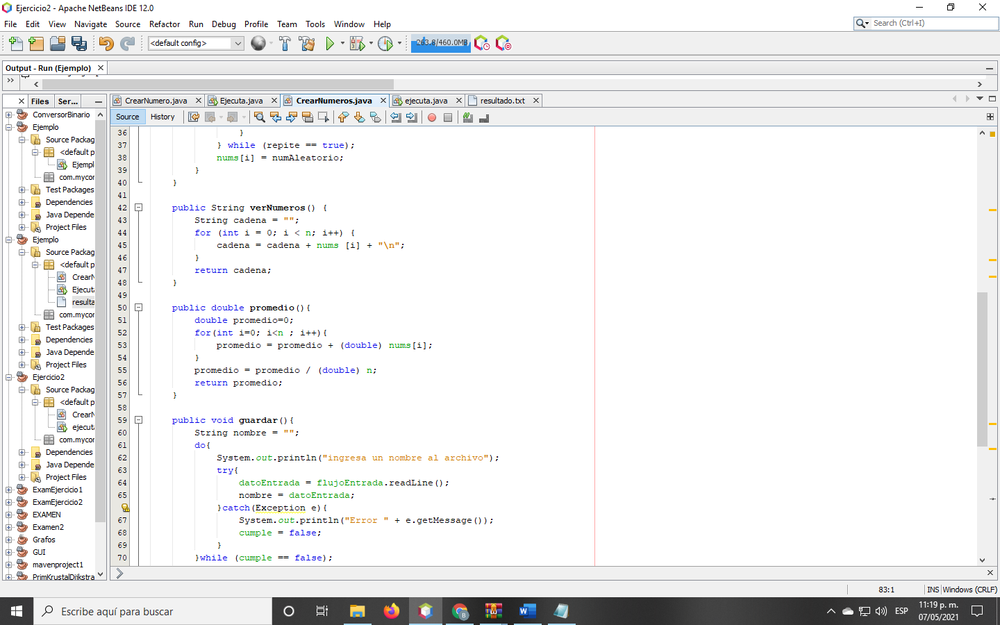 Ejercicio2 - Apache NetBeans IDE 12.0
File Edit View Navigate Source Refactor Run Debug Profile Team Tools Window Help
Search (Ctrl+I)
<default config>
263.8/460.0MB
Output - Run (Ejemplo)
Files Ser...
CrearNumero.java Ejecuta.java CrearNumeros.java ejecuta.java resultado.txt
Source History
ConversorBinario
Ejemplo
Source Packag
<default p
Ejempl
com.mycor
Test Packages
Dependencies
Java Depende
Project Files
Ejemplo
Source Packag
<default p
CrearN
Ejecut
resulta
com.mycor
Test Packages
Dependencies
Java Depende
Project Files
Ejercicio2
Source Packag
<default p
CrearN
ejecut
com.mycor
Dependencies
Java Depende
Project Files
ExamEjercicio1
ExamEjercicio2
EXAMEN
Examen2
Grafos
GUI
mavenproject1
PrimKrustalDijkstra
36 }
37 } while (repite == true);
38 nums[i] = numAleatorio;
39 }
40 }
41
42 public String verNumeros() {
43 String cadena = "";
44 for (int i = 0; i < n; i++) {
45 cadena = cadena + nums [i] + "\n";
46 }
47 return cadena;
48 }
49
50 public double promedio(){
51 double promedio=0;
52 for(int i=0; i<n ; i++){
53 promedio = promedio + (double) nums[i];
54 }
55 promedio = promedio / (double) n;
56 return promedio;
57 }
58
59 public void guardar(){
60 String nombre = "";
61 do{
62 System.out.println("ingresa un nombre al archivo");
63 try{
64 datoEntrada = flujoEntrada.readLine();
65 nombre = datoEntrada;
}catch(Exception e){
67 System.out.println("Error " + e.getMessage());
68 cumple = false;
69 }
70 }while (cumple == false);
83:1 INS Windows (CRLF)
Escribe aquí para buscar
ESP
11:19 p. m.
07/05/2021